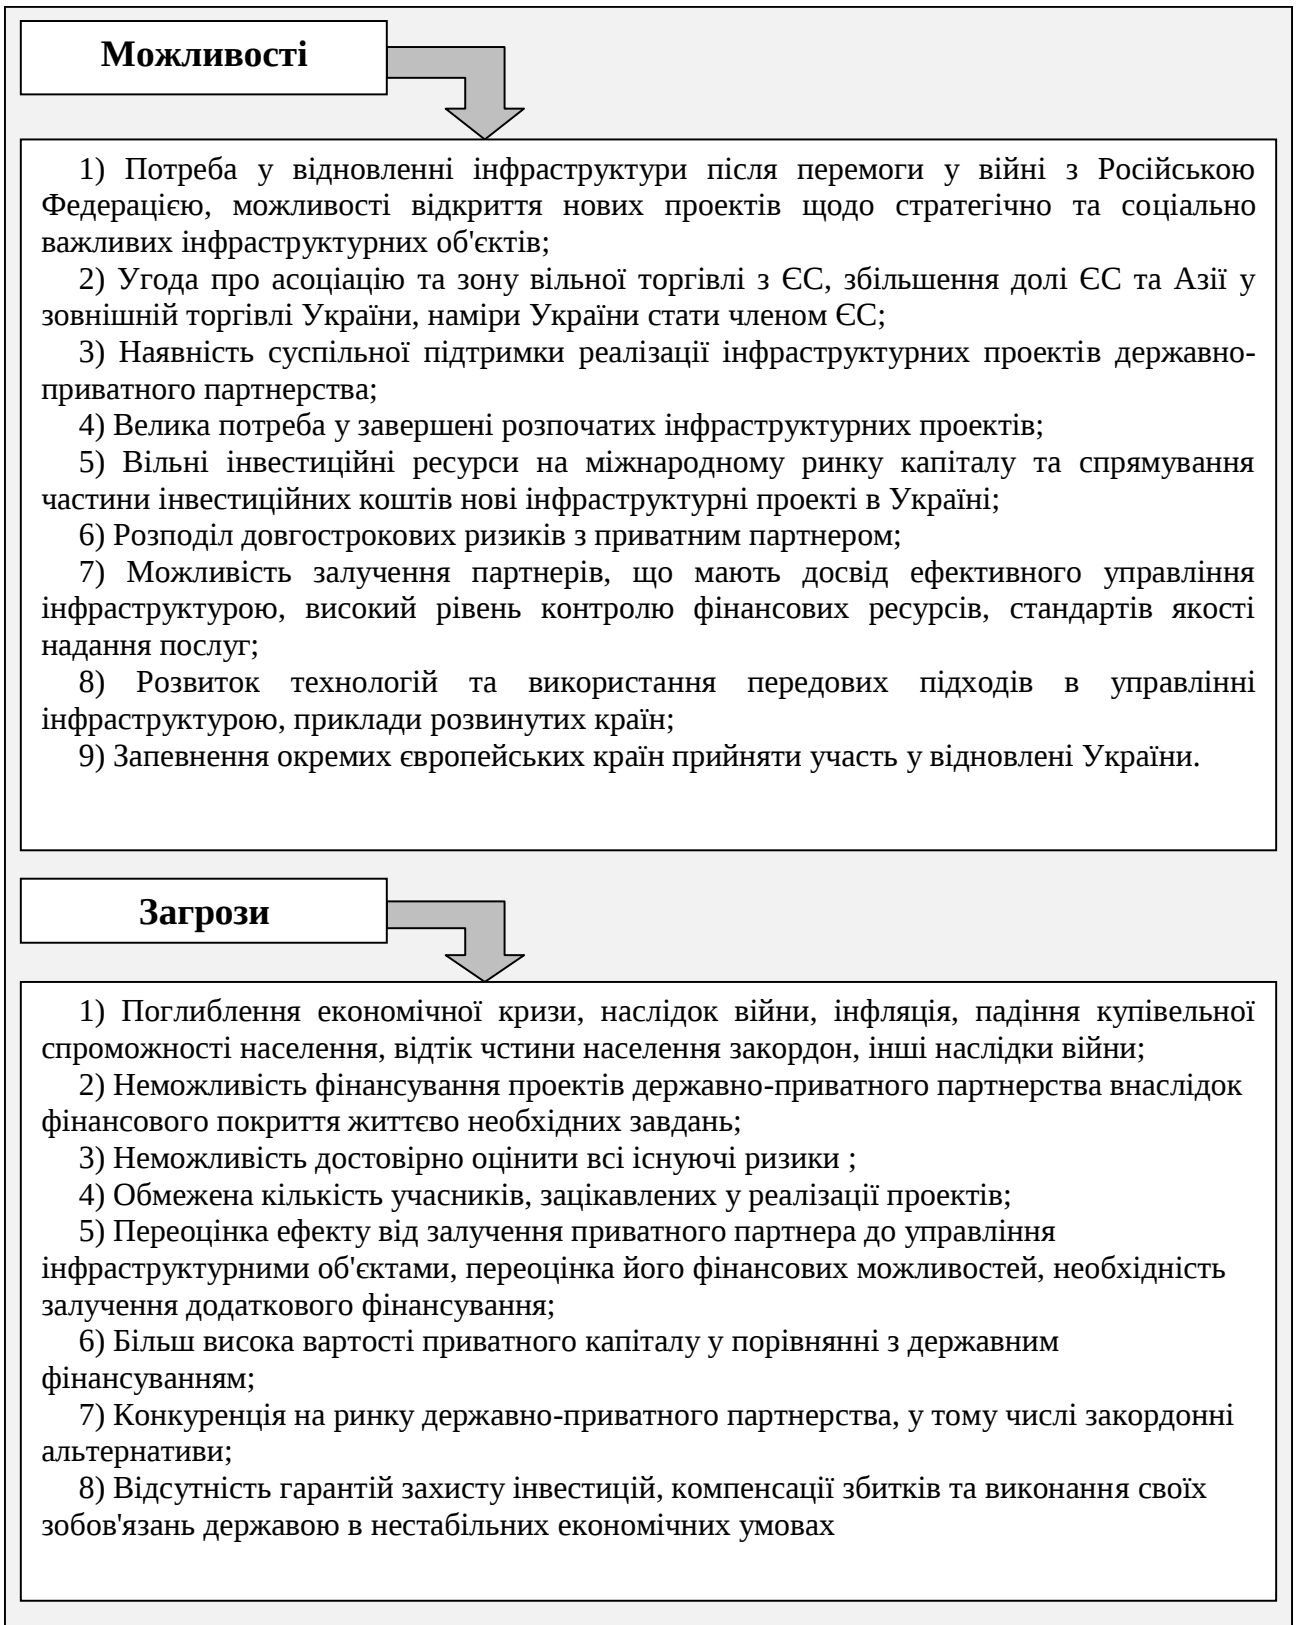 Можливості
1) Потреба у відновленні інфраструктури після перемоги у війні з Російською
Федерацією, можливості відкриття нових проектів щодо стратегічно та соціально
важливих інфраструктурних об'єктів;
2) Угода про асоціацію та зону вільної торгівлі з ЄС, збільшення долі ЄС та Азії у
зовнішній торгівлі України, наміри України стати членом ЄС;
3) Наявність суспільної підтримки реалізації інфраструктурних проектів державно-
приватного партнерства;
4) Велика потреба у завершені розпочатих інфраструктурних проектів;
5) Вільні інвестиційні ресурси на міжнародному ринку капіталу та спрямування
частини інвестиційних коштів нові інфраструктурні проекті в Україні;
6) Розподіл довгострокових ризиків з приватним партнером;
7) Можливість залучення партнерів, що мають досвід ефективного управління
інфраструктурою, високий рівень контролю фінансових ресурсів, стандартів якості
надання послуг;
8) Розвиток технологій та використання передових підходів в управлінні
інфраструктурою, приклади розвинутих країн;
9) Запевнення окремих європейських країн прийняти участь у відновлені України.
Загрози
1) Поглиблення економічної кризи, наслідок війни, інфляція, падіння купівельної
спроможності населення, відтік чстини населення закордон, інші наслідки війни;
2) Неможливість фінансування проектів державно-приватного партнерства внаслідок
фінансового покриття життєво необхідних завдань;
3) Неможливість достовірно оцінити всі існуючі ризики ;
4) Обмежена кількість учасників, зацікавлених у реалізації проектів;
5) Переоцінка ефекту від залучення приватного партнера до управління
інфраструктурними об'єктами, переоцінка його фінансових можливостей, необхідність
залучення додаткового фінансування;
6) Більш висока вартості приватного капіталу у порівнянні з державним
фінансуванням;
7) Конкуренція на ринку державно-приватного партнерства, у тому числі закордонні
альтернативи;
8) Відсутність гарантій захисту інвестицій, компенсації збитків та виконання своїх
зобов'язань державою в нестабільних економічних умовах